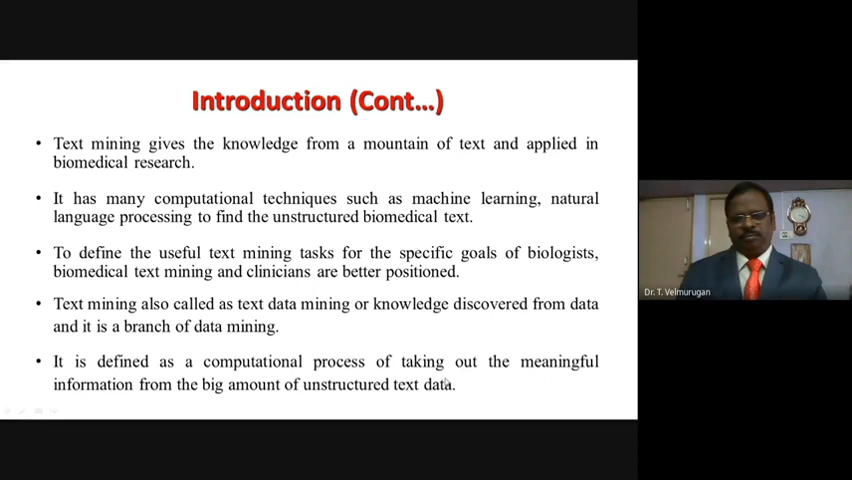 Introduction (Cont...)
• Text mining gives the knowledge from a mountain of text and applied in
biomedical research.
• It has many computational techniques such as machine learning, natural
language processing to find the unstructured biomedical text.
• To define the useful text mining tasks for the specific goals of biologists,
biomedical text mining and clinicians are better positioned.
• Text mining also called as text data mining or knowledge discovered from data
and it is a branch of data mining.
• It is defined as a computational process of taking out the meaningful
information from the big amount of unstructured text data.
Dr. T. Velmurugan